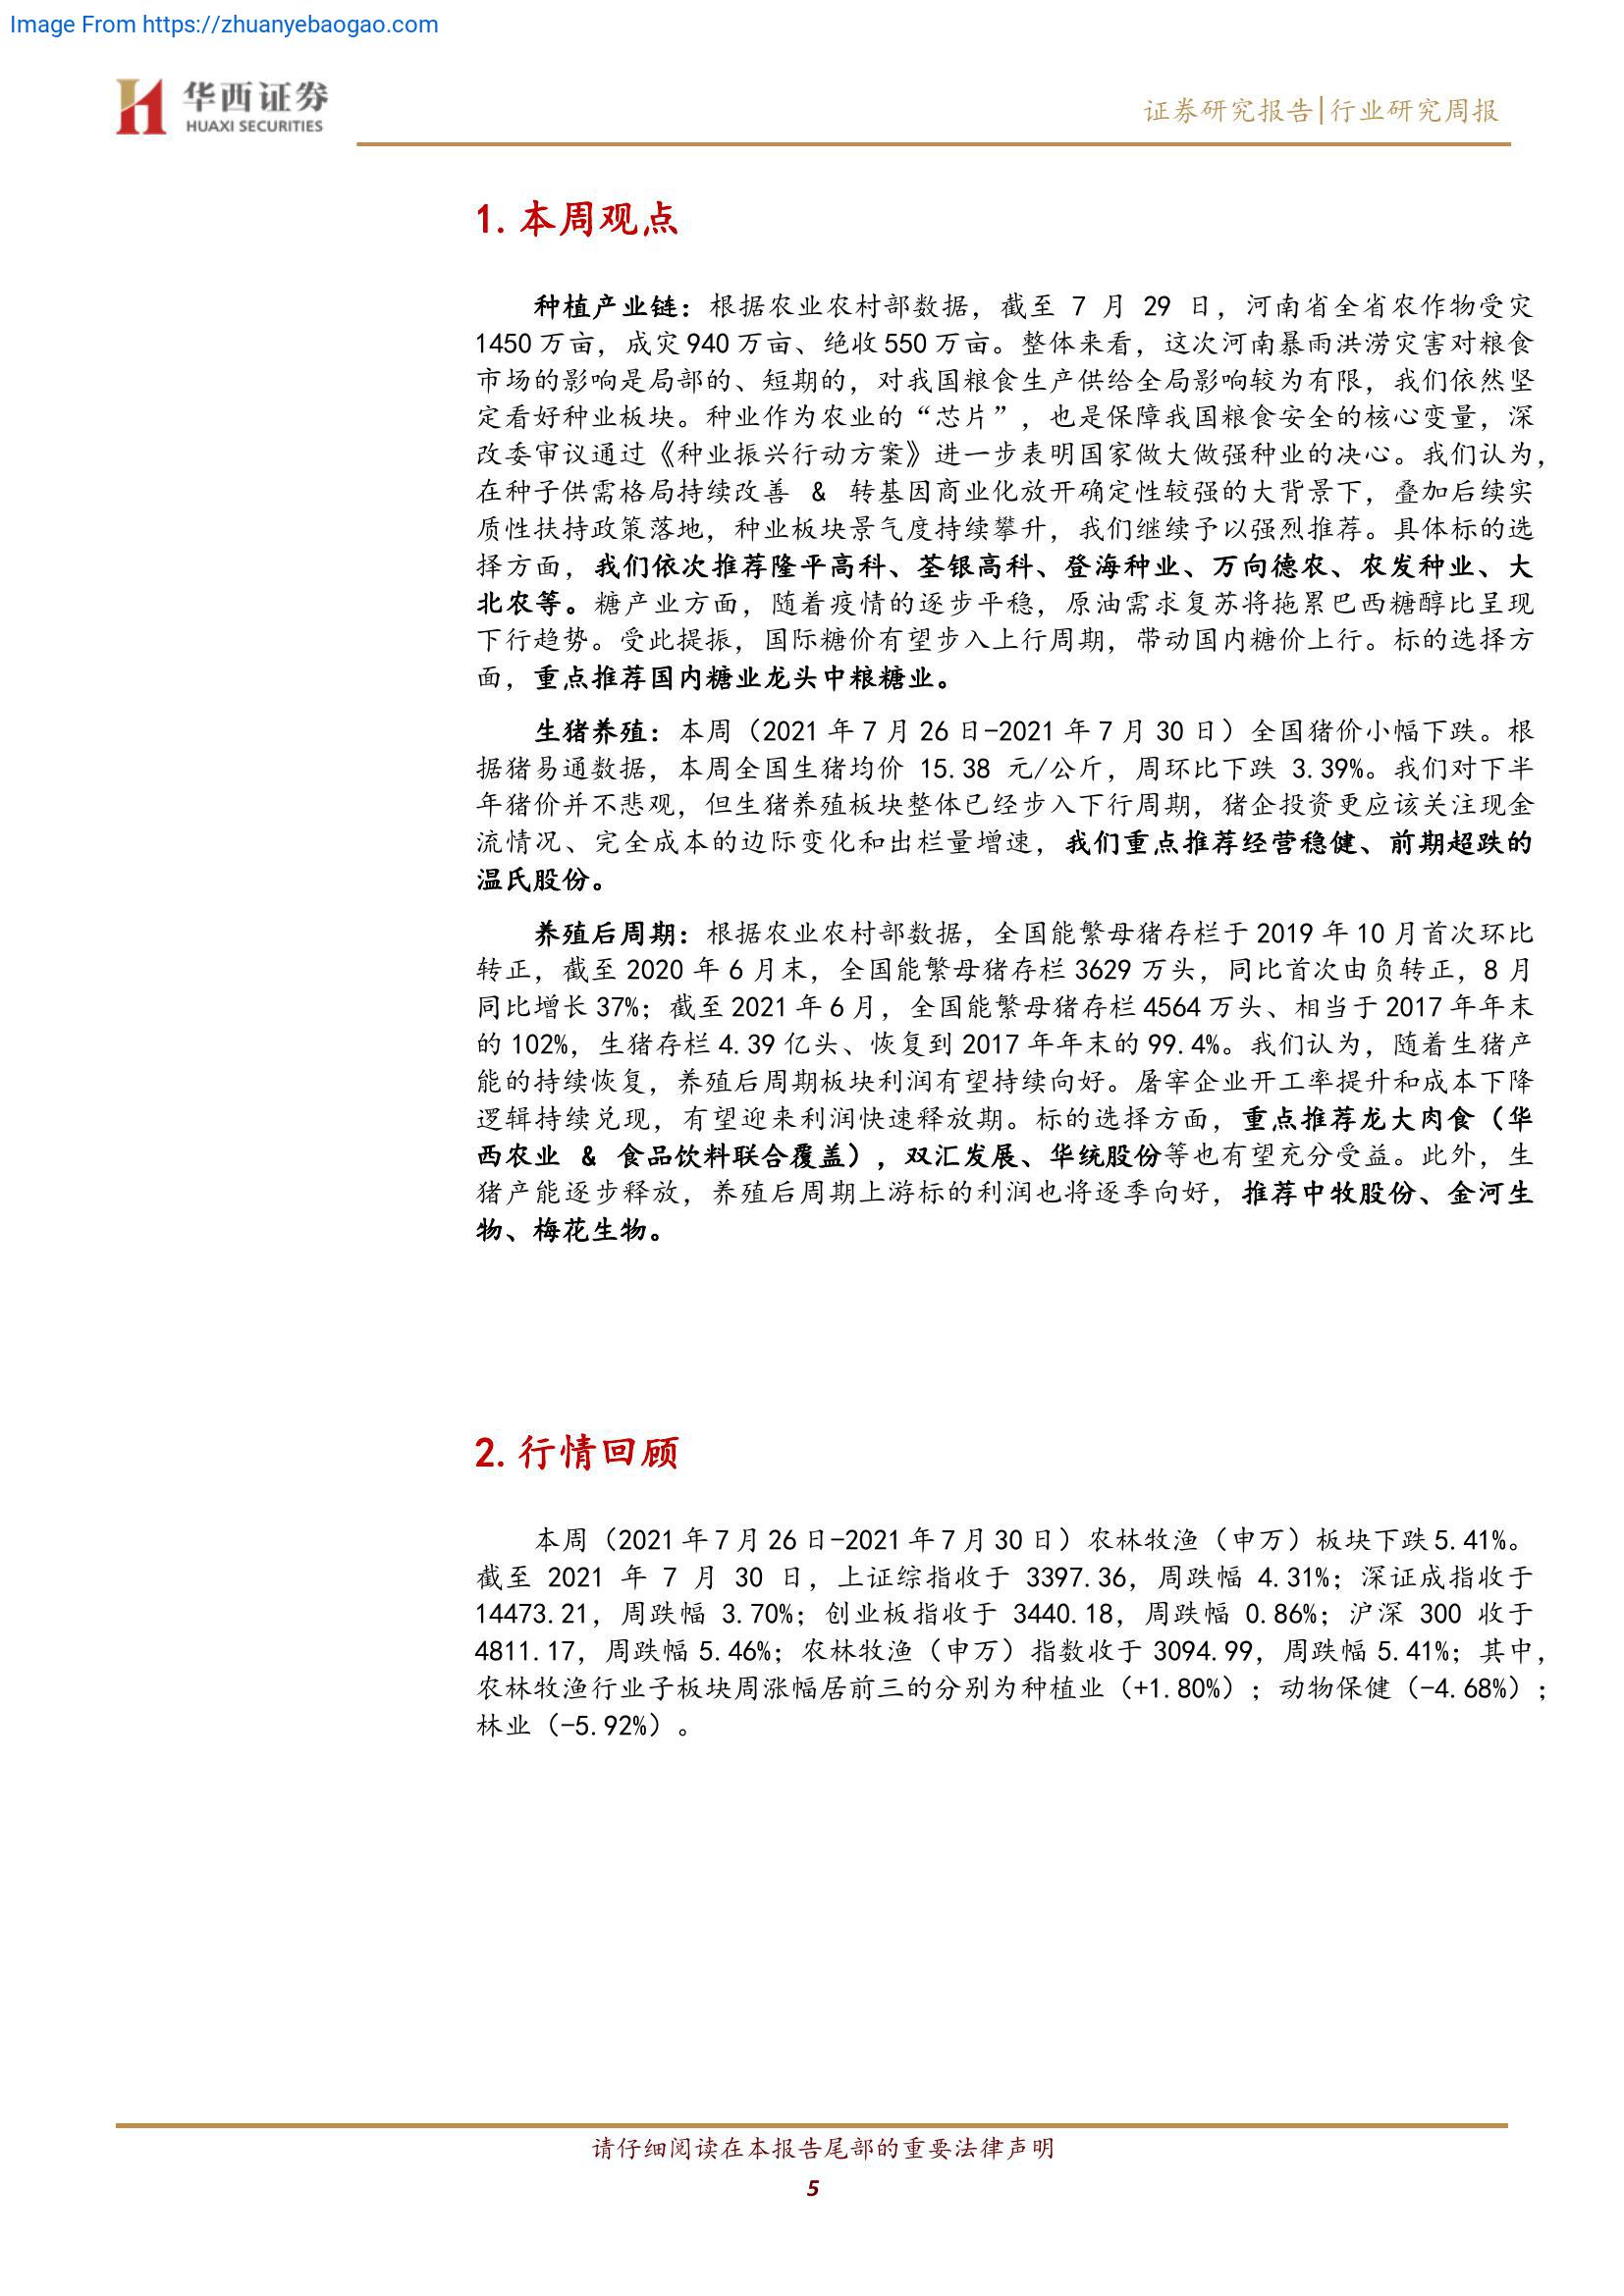 Image From https://zhuanyebaogao.com
华西证券
HUAXI SECURITIES
证券研究报告|行业研究周报
1. 本周观点
种植产业链：根据农业农村部数据，截至 7 月 29 日，河南省全省农作物受灾
1450 万亩，成灾 940 万亩、绝收 550 万亩。整体来看，这次河南暴雨洪涝灾害对粮食
市场的影响是局部的、短期的，对我国粮食生产供给全局影响较为有限，我们依然坚
定看好种业板块。种业作为农业的“芯片”，也是保障我国粮食安全的核心变量，深
改委审议通过《种业振兴行动方案》进一步表明国家做大做强种业的决心。我们认为，
在种子供需格局持续改善 & 转基因商业化放开确定性较强的大背景下，叠加后续实
质性扶持政策落地，种业板块景气度持续攀升，我们继续予以强烈推荐。具体标的选
择方面，我们依次推荐隆平高科、荃银高科、登海种业、万向德农、农发种业、大
北农等。糖产业方面，随着疫情的逐步平稳，原油需求复苏将拖累巴西糖醇比呈现
下行趋势。受此提振，国际糖价有望步入上行周期，带动国内糖价上行。标的选择方
面，重点推荐国内糖业龙头中粮糖业。
生猪养殖：本周（2021 年 7 月 26 日-2021 年 7 月 30 日）全国猪价小幅下跌。根
据猪易通数据，本周全国生猪均价 15.38 元/公斤，周环比下跌 3.39%。我们对下半
年猪价并不悲观，但生猪养殖板块整体已经步入下行周期，猪企投资更应该关注现金
流情况、完全成本的边际变化和出栏量增速，我们重点推荐经营稳健、前期超跌的
温氏股份。
养殖后周期：根据农业农村部数据，全国能繁母猪存栏于 2019 年 10 月首次环比
转正，截至 2020 年 6 月末，全国能繁母猪存栏 3629 万头，同比首次由负转正，8 月
同比增长 37%；截至 2021 年 6 月，全国能繁母猪存栏 4564 万头、相当于 2017 年年末
的 102%，生猪存栏 4.39 亿头、恢复到 2017 年年末的 99.4%。我们认为，随着生猪产
能的持续恢复，养殖后周期板块利润有望持续向好。屠宰企业开工率提升和成本下降
逻辑持续兑现，有望迎来利润快速释放期。标的选择方面，重点推荐龙大肉食（华
西农业 & 食品饮料联合覆盖），双汇发展、华统股份等也有望充分受益。此外，生
猪产能逐步释放，养殖后周期上游标的利润也将逐季向好，推荐中牧股份、金河生
物、梅花生物。
2. 行情回顾
本周（2021 年 7 月 26 日-2021 年 7 月 30 日）农林牧渔（申万）板块下跌 5.41%。
截至 2021 年 7 月 30 日，上证综指收于 3397.36，周跌幅 4.31%；深证成指收于
14473.21，周跌幅 3.70%；创业板指收于 3440.18，周跌幅 0.86%；沪深 300 收于
4811.17，周跌幅 5.46%；农林牧渔（申万）指数收于 3094.99，周跌幅 5.41%；其中，
农林牧渔行业子板块周涨幅居前三的分别为种植业（+1.80%）；动物保健（-4.68%）；
林业（-5.92%）。
请仔细阅读在本报告尾部的重要法律声明
5